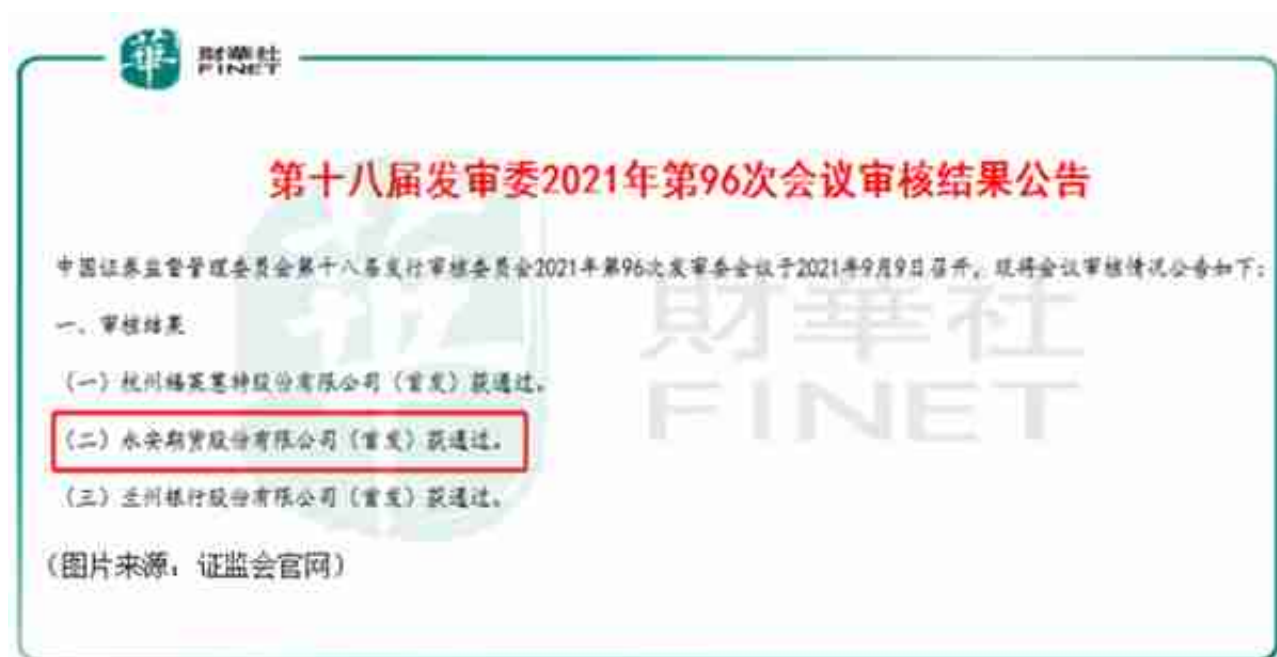 華 財華社
FINET
第十八届发审委2021年第96次会议审核结果公告
中国证券监督管理委员会第十八届发行审核委员会2021年第96次发审委会议于2021年9月9日召开，现将会议审核情况公告如下：
一、审核结果
（一）杭州福莱蒽特股份有限公司（首发）获通过。
（二）永安期货股份有限公司（首发）获通过。
（三）兰州银行股份有限公司（首发）获通过。
（图片来源：证监会官网）
財華社
FINET